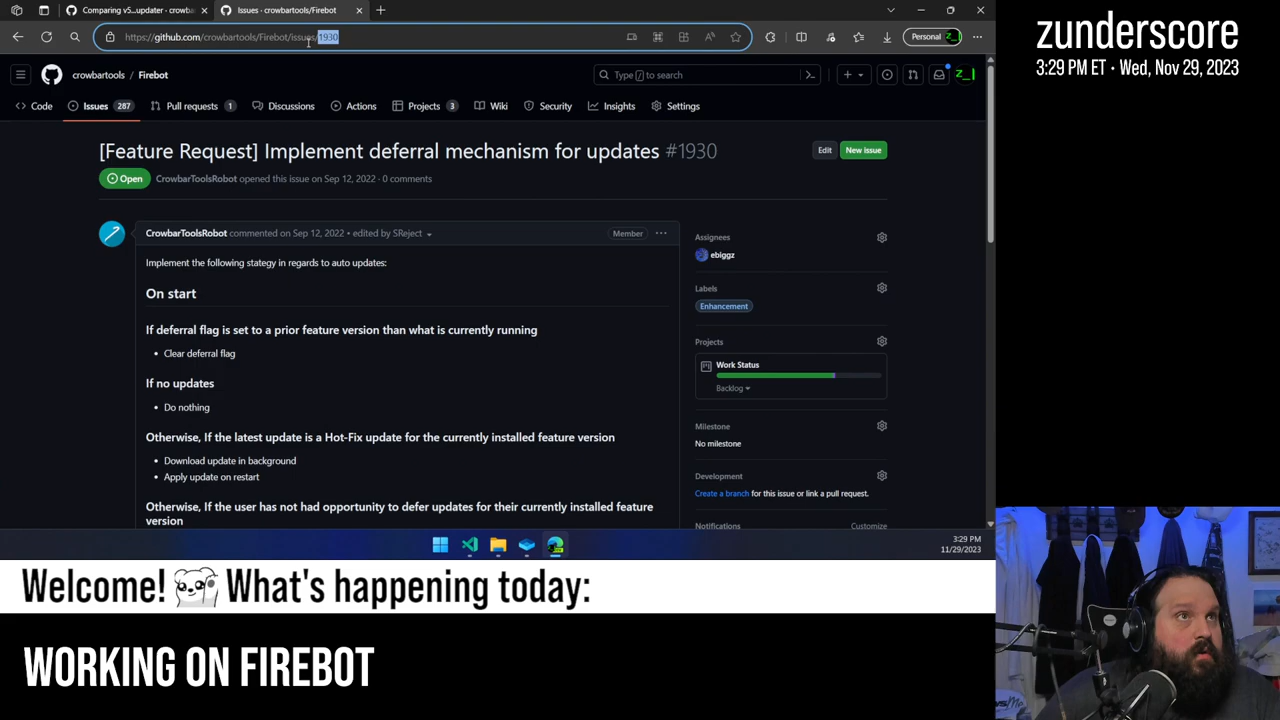 Comparing v5...updater · crowb
Issues · crowbartools/Firebot
https://github.com/crowbartools/Firebot/issues/1930
Personal
crowbartools / Firebot
Type / to search
Code
Issues 287
Pull requests 1
Discussions
Actions
Projects 3
Wiki
Security
Insights
Settings
[Feature Request] Implement deferral mechanism for updates #1930
Edit
New issue
Open
CrowbarToolsRobot opened this issue on Sep 12, 2022 · 0 comments
CrowbarToolsRobot commented on Sep 12, 2022 • edited by SReject
Member
Implement the following stategy in regards to auto updates:
On start
If deferral flag is set to a prior feature version than what is currently running
• Clear deferral flag
If no updates
• Do nothing
Otherwise, If the latest update is a Hot-Fix update for the currently installed feature version
• Download update in background
• Apply update on restart
Otherwise, If the user has not had opportunity to defer updates for their currently installed feature
version
Assignees
ebiggz
Labels
Enhancement
Projects
Work Status
Backlog
Milestone
No milestone
Development
Create a branch for this issue or link a pull request.
Notifications
Customize
3:29 PM
11/29/2023
zunderscore
3:29 PM ET • Wed, Nov 29, 2023
Welcome! What's happening today:
WORKING ON FIREBOT